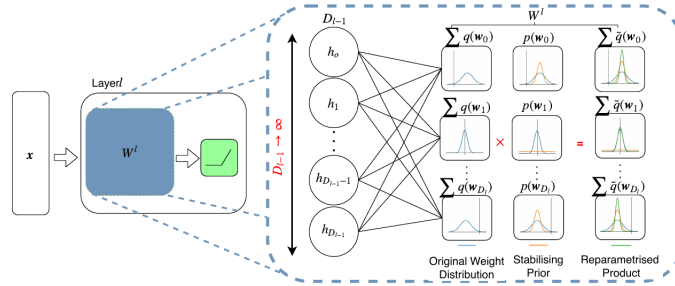 D_{l-1}
W^l
∑ q(w_0)
p(w_0)
∑ q̃(w_0)
h_o
Layer l
h_1
∑ q(w_1)
p(w_1)
∑ q̃(w_1)
x
W^l
D_{l-1} → ∞
×
=
h_{D_{l-1}-1}
∑ q(w_{D_l})
p(w_{D_l})
∑ q̃(w_{D_l})
h_{D_{l-1}}
Original Weight
Distribution
Stabilising
Prior
Reparametrised
Product